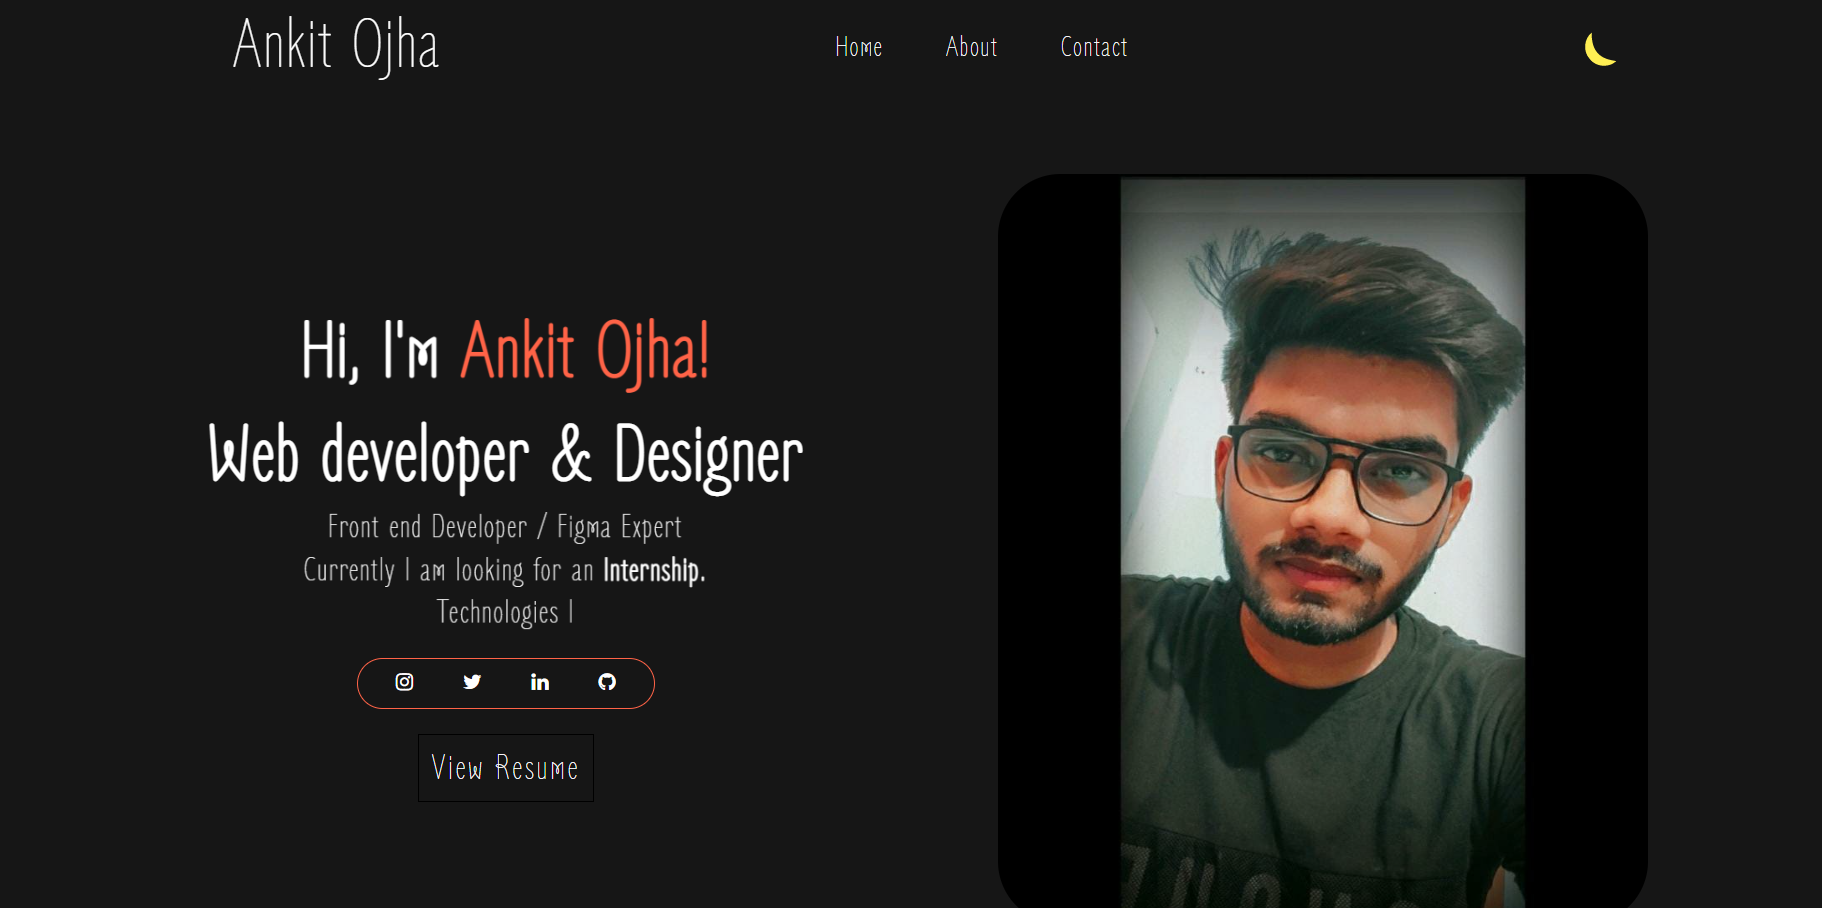 Ankit Ojha
Home
About
Contact
Hi, I'm Ankit Ojha!
Web developer & Designer
Front end Developer / Figma Expert
Currently I am looking for an Internship.
Technologies |
in
View Resume